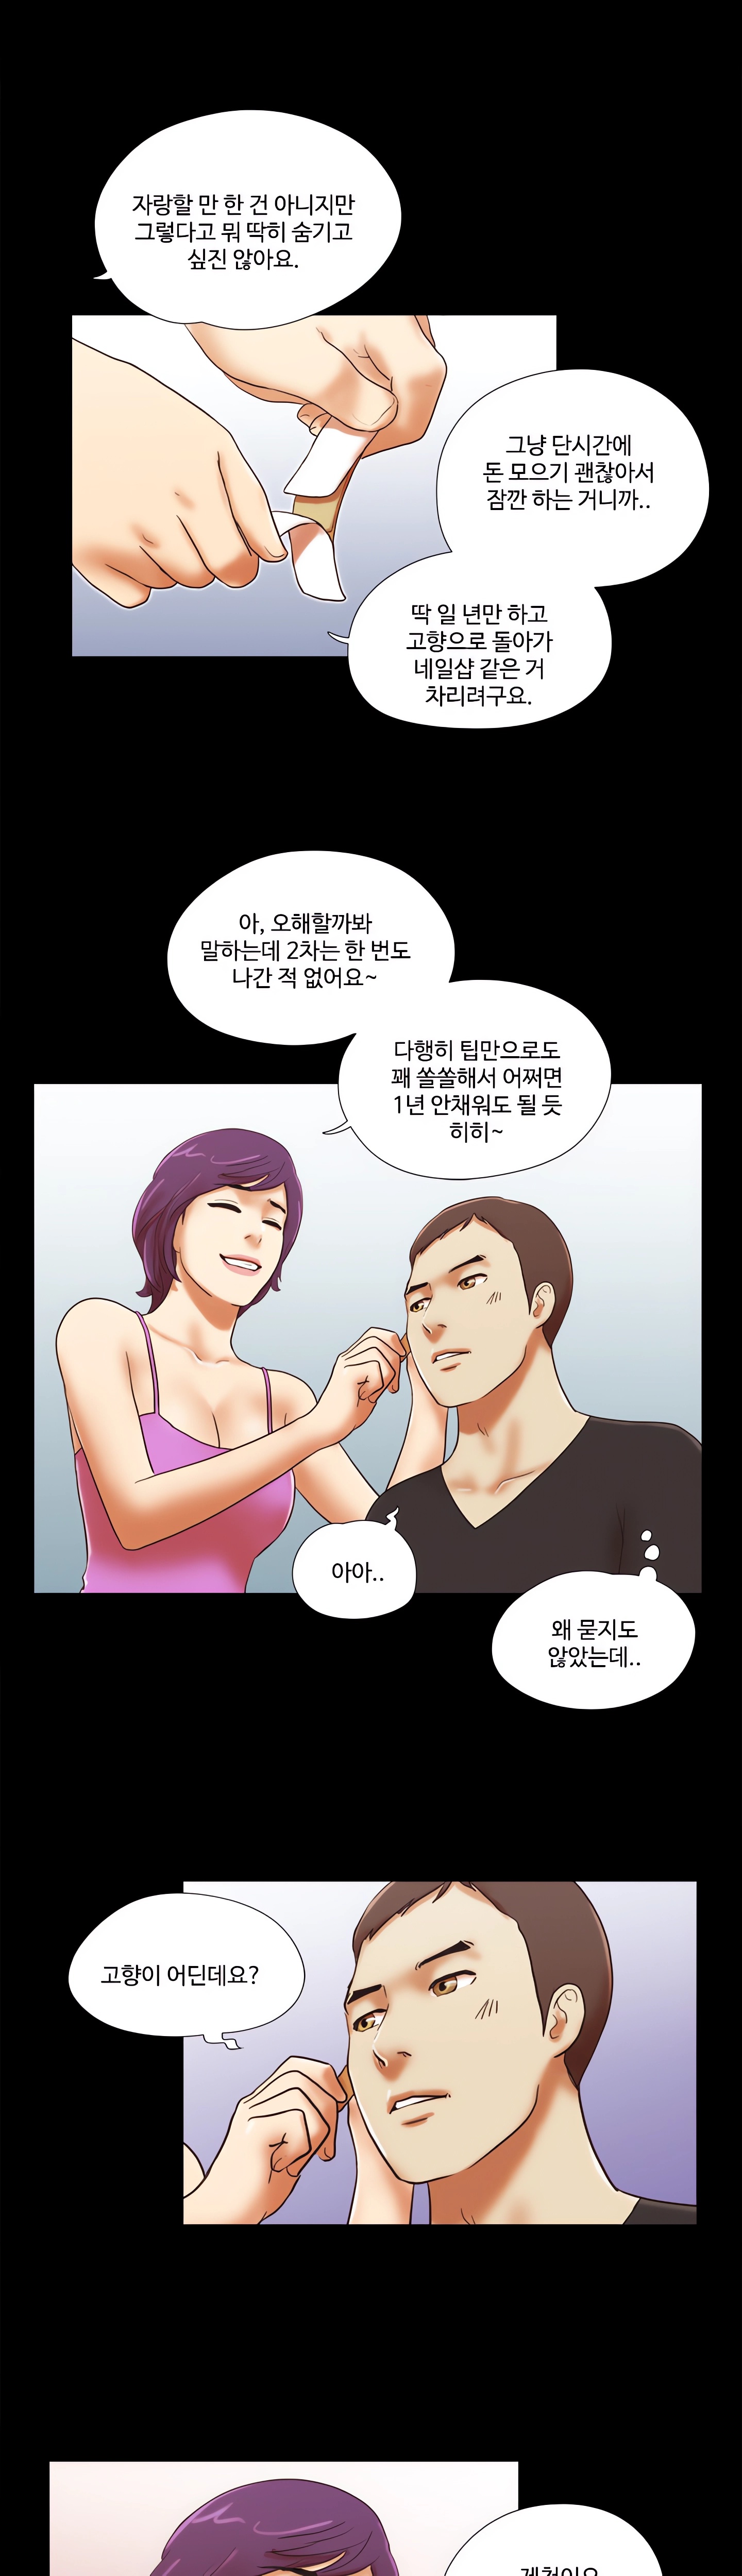 자랑할 만 한 건 아니지만
그렇다고 뭐 딱히 숨기고
싶진 않아요.
그냥 단시간에
돈 모으기 괜찮아서
잠깐 하는 거니까..
딱 일 년만 하고
고향으로 돌아가
네일샵 같은 거
차리려구요.
아, 오해할까봐
말하는데 2차는 한 번도
나간 적 없어요~
다행히 팁만으로도
꽤 쏠쏠해서 어쩌면
1년 안채워도 될 듯
히히~
아아..
왜 묻지도
않았는데..
고향이 어딘데요?